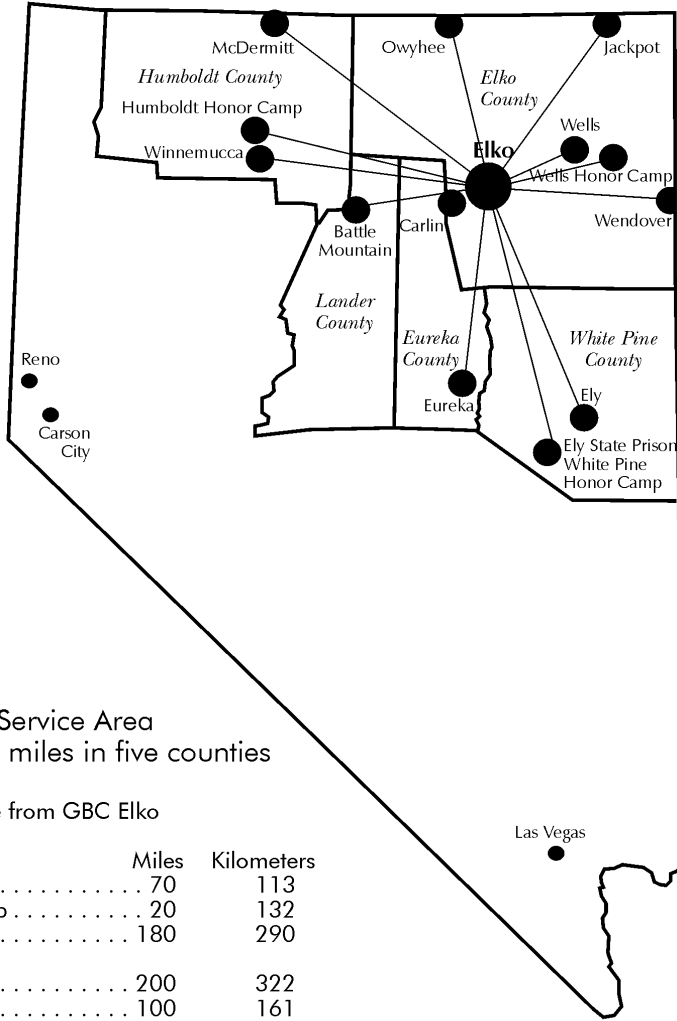 McDermitt
Owyhee
Jackpot
Humboldt County
Elko
County
Humboldt Honor Camp
Wells
Winnemucca
Elko
Wells Honor Camp
Battle
Mountain
Carlin
Wendover
Lander
County
Eureka
County
White Pine
County
Reno
Eureka
Ely
Carson
City
Ely State Prison
White Pine
Honor Camp
Service Area
miles in five counties
from GBC Elko
Las Vegas
Miles Kilometers
. . . . . . . . . . . 70 113
. . . . . . . . . . 20 132
. . . . . . . . . . 180 290
. . . . . . . . . . . 200 322
. . . . . . . . . . 100 161